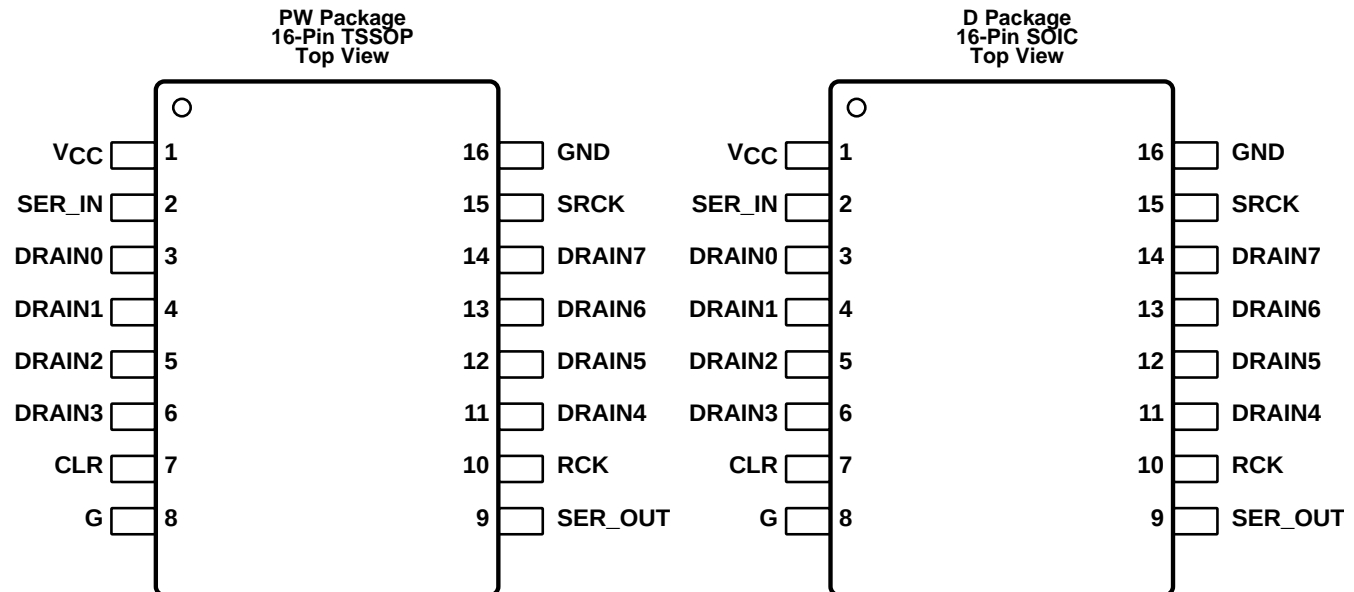 PW Package
16-Pin TSSOP
Top View
VCC 1 16 GND
SER_IN 2 15 SRCK
DRAIN0 3 14 DRAIN7
DRAIN1 4 13 DRAIN6
DRAIN2 5 12 DRAIN5
DRAIN3 6 11 DRAIN4
CLR 7 10 RCK
G 8 9 SER_OUT
D Package
16-Pin SOIC
Top View
VCC 1 16 GND
SER_IN 2 15 SRCK
DRAIN0 3 14 DRAIN7
DRAIN1 4 13 DRAIN6
DRAIN2 5 12 DRAIN5
DRAIN3 6 11 DRAIN4
CLR 7 10 RCK
G 8 9 SER_OUT